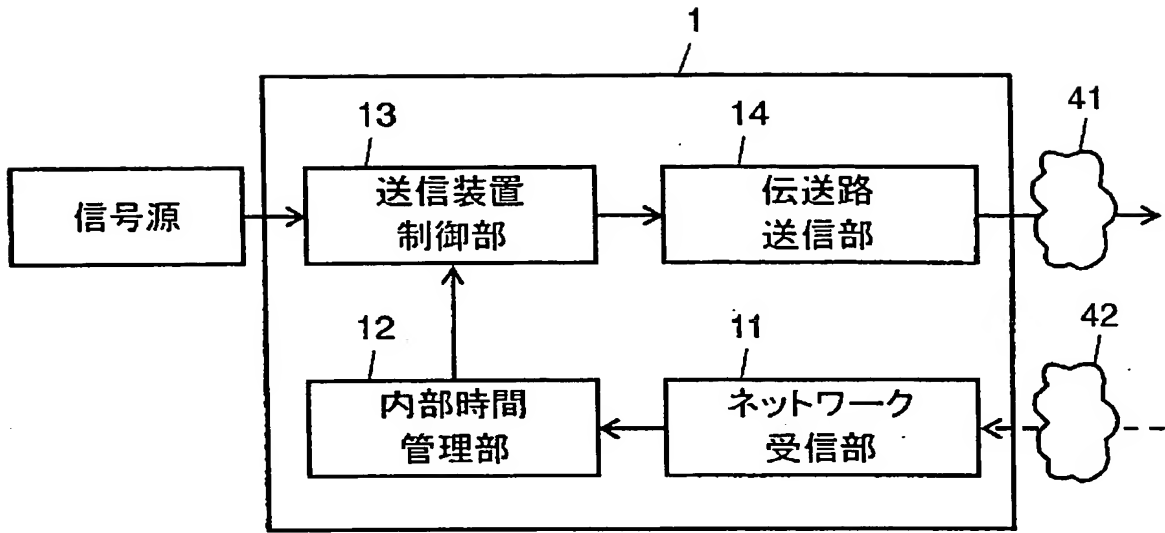 1
13
14
41
信号源
送信装置
制御部
伝送路
送信部
12
11
42
内部時間
管理部
ネットワーク
受信部